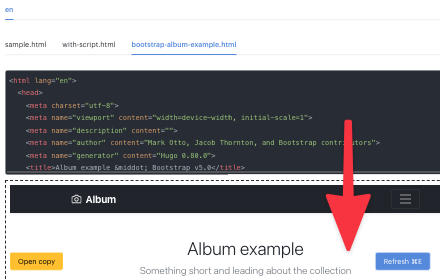 en
sample.html with-script.html bootstrap-album-example.html
<html lang="en">
<head>
<meta charset="utf-8">
<meta name="viewport" content="width=device-width, initial-scale=1">
<meta name="description" content="">
<meta name="author" content="Mark Otto, Jacob Thornton, and Bootstrap contributors">
<meta name="generator" content="Hugo 0.80.0">
<title>Album example &middot; Bootstrap v5.0</title>
Album
Album example
Open copy
Refresh ⌘E
Something short and leading about the collection